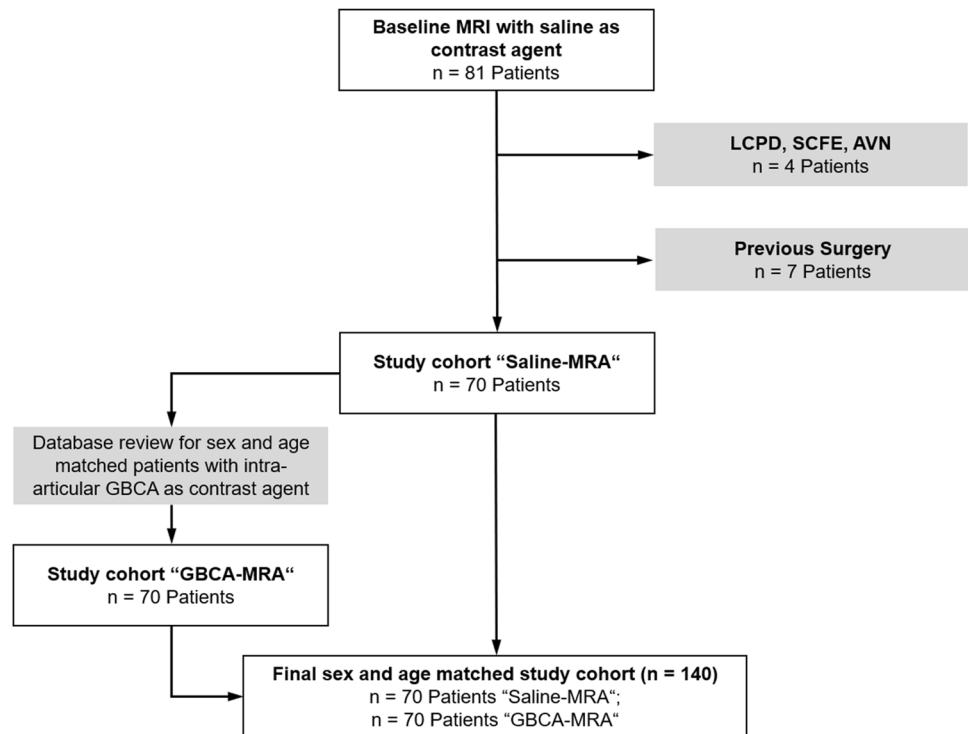 Baseline MRI with saline as
contrast agent
n = 81 Patients
LCPD, SCFE, AVN
n = 4 Patients
Previous Surgery
n = 7 Patients
Study cohort “Saline-MRA“
n = 70 Patients
Database review for sex and age
matched patients with intra-
articular GBCA as contrast agent
Study cohort “GBCA-MRA“
n = 70 Patients
Final sex and age matched study cohort (n = 140)
n = 70 Patients “Saline-MRA“;
n = 70 Patients “GBCA-MRA“